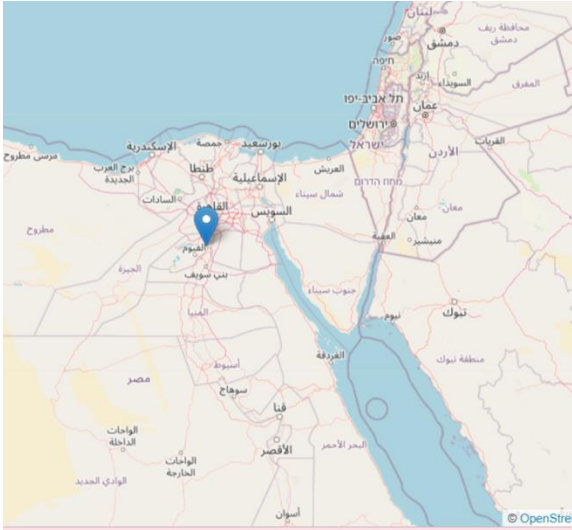 لبنان
محافظة ريف
دمشق
دمشق
صور
חיפה
إربد
السويداء
المفرق
תל אביב-יפו
عمان
ירושלים
ישראל
القريات
الأردن
מחוז הדרום
معان
معان
منيشير
العقبة
مرسى مطروح
الإسكندرية
جمصة
بورسعيد
برج العرب
الجديدة
طنطا
الإسماعيلية
العريش
شمال سيناء
السادات
القاهرة
السويس
مطروح
الفيوم
الجيزة
بني سويف
جنوب سيناء
نيوم
تبوك
المنيا
الغردقة
منطقة تبوك
أسيوط
مصر
سوهاج
قنا
الواحات
الداخلة
الأقصر
البحر الأحمر
الواحات
الخارجة
الوادي الجديد
أسوان
© OpenStre